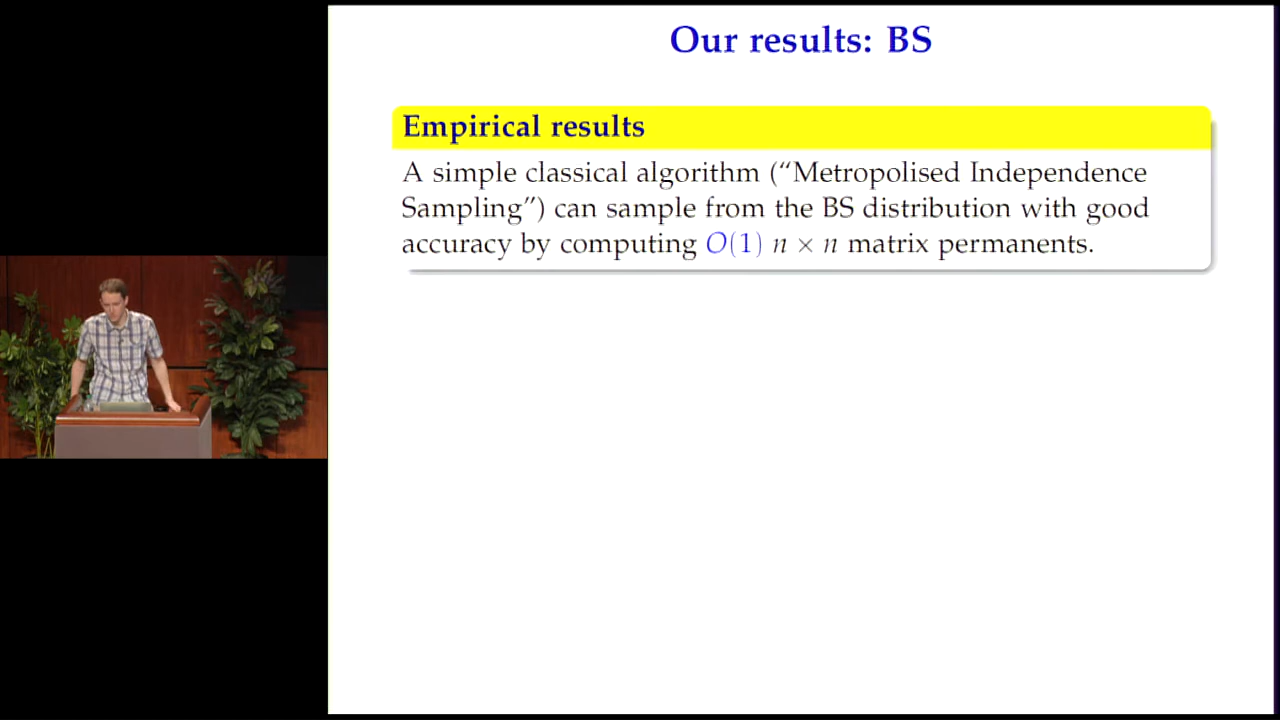 Our results: BS
Empirical results
A simple classical algorithm (“Metropolised Independence
Sampling”) can sample from the BS distribution with good
accuracy by computing O(1) n × n matrix permanents.